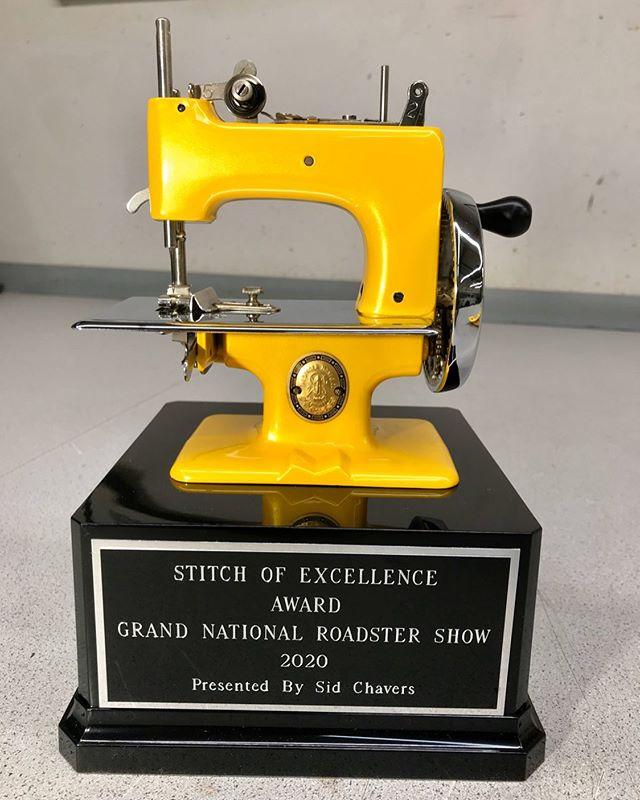 STITCH OF EXCELLENCE
AWARD
GRAND NATIONAL ROADSTER SHOW
2020
Presented By Sid Chavers